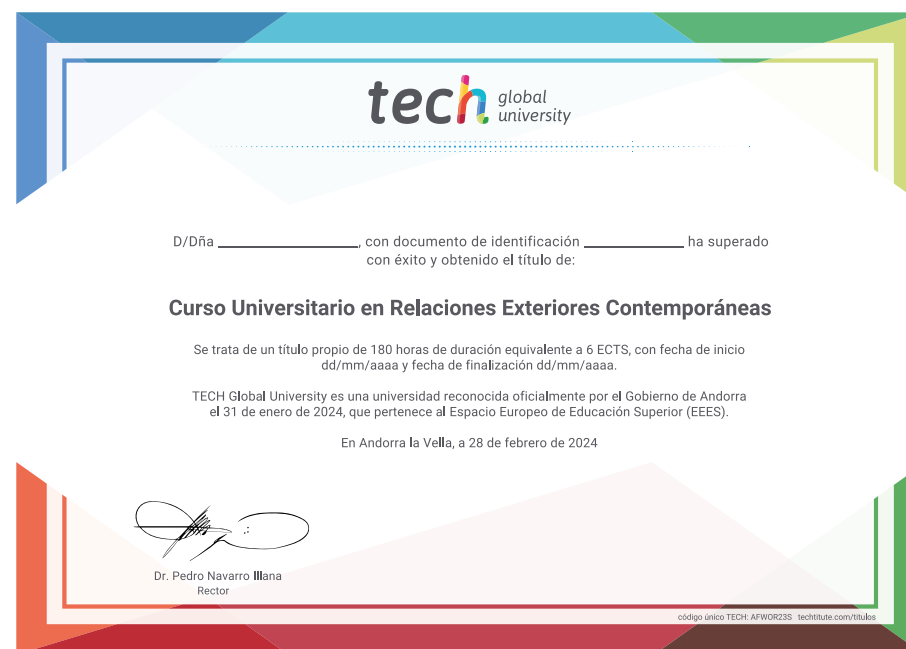 tech global university
D/Dña ____________, con documento de identificación ____________ ha superado
con éxito y obtenido el título de:
Curso Universitario en Relaciones Exteriores Contemporáneas
Se trata de un título propio de 180 horas de duración equivalente a 6 ECTS, con fecha de inicio
dd/mm/aaaa y fecha de finalización dd/mm/aaaa.
TECH Global University es una universidad reconocida oficialmente por el Gobierno de Andorra
el 31 de enero de 2024, que pertenece al Espacio Europeo de Educación Superior (EEES).
En Andorra la Vella, a 28 de febrero de 2024
Dr. Pedro Navarro Illana
Rector
código único TECH: AFWOR23S techtitute.com/titulos